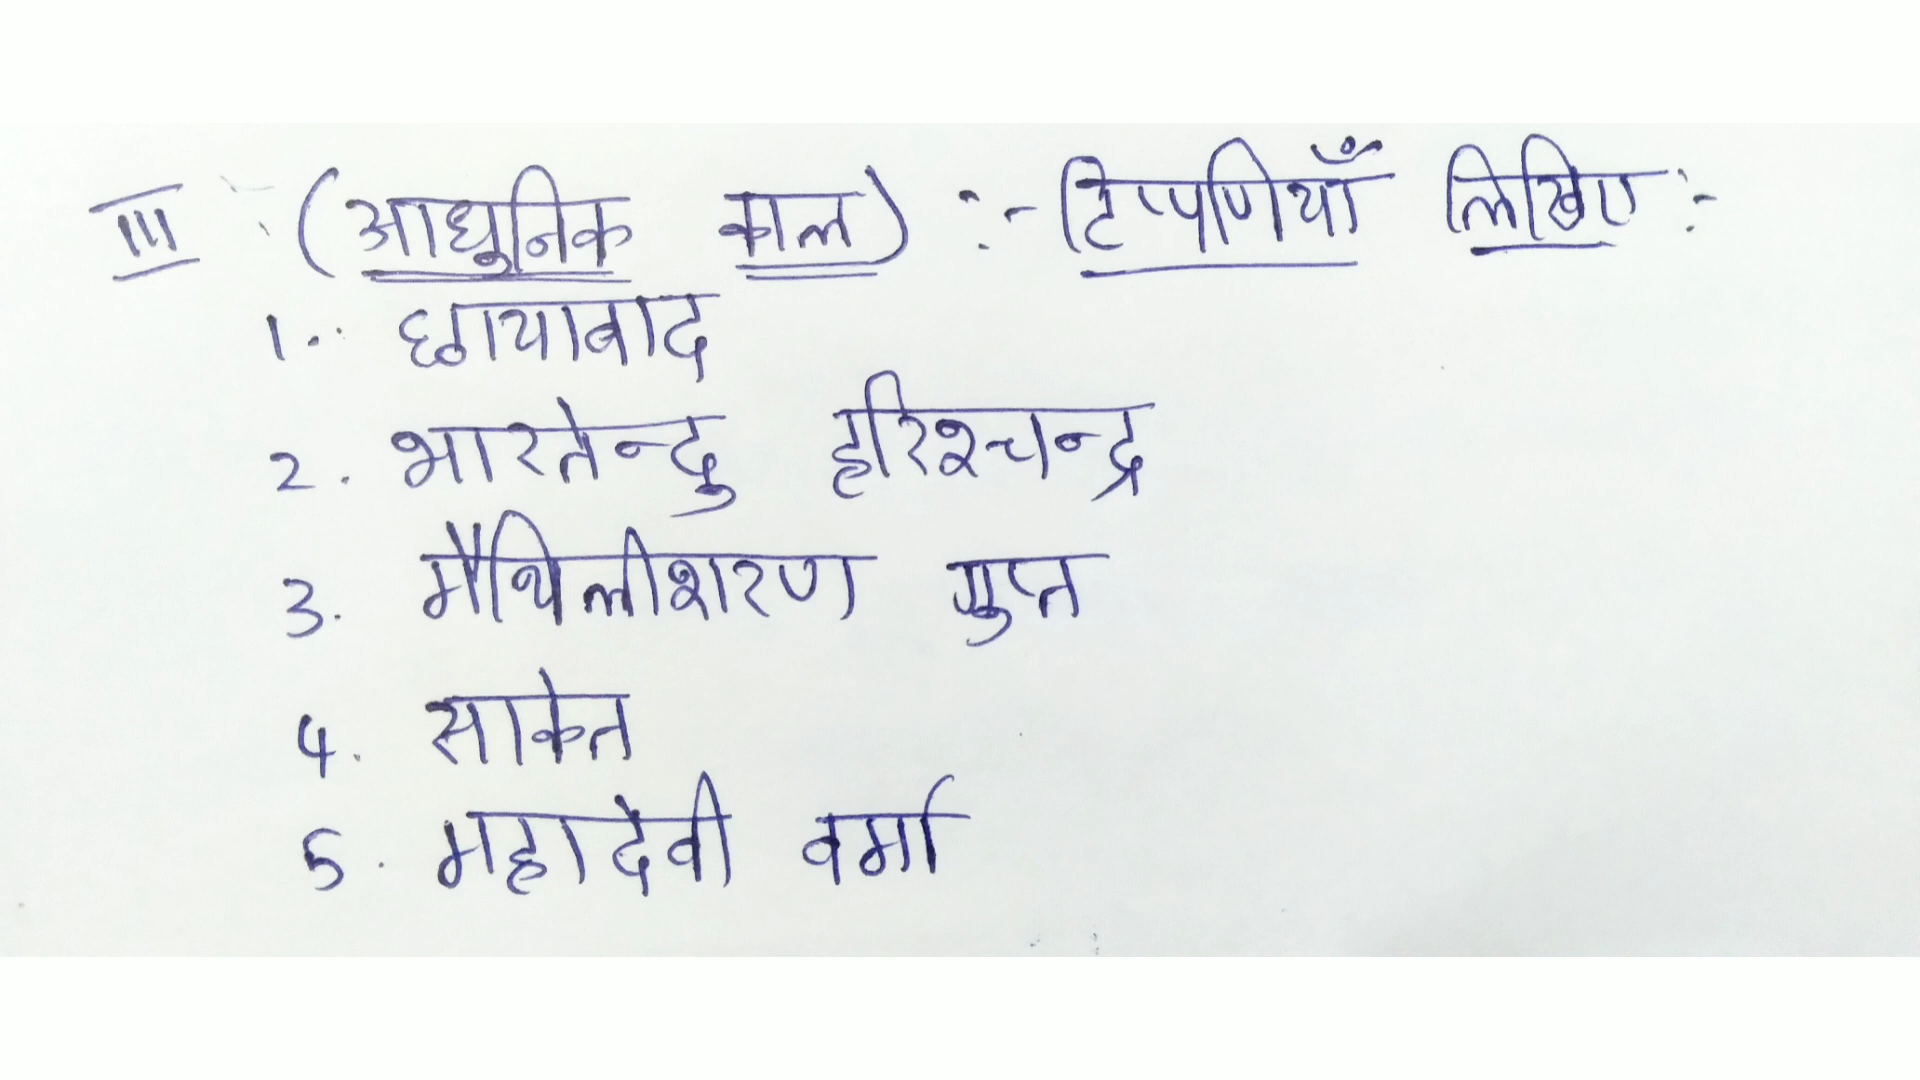 III (आधुनिक काल) :- टिप्पणियाँ लिखिए :-
1. छायावाद
2. भारतेन्दु हरिश्चन्द्र
3. मैथिलीशरण गुप्त
4. साकेत
5. महादेवी वर्मा